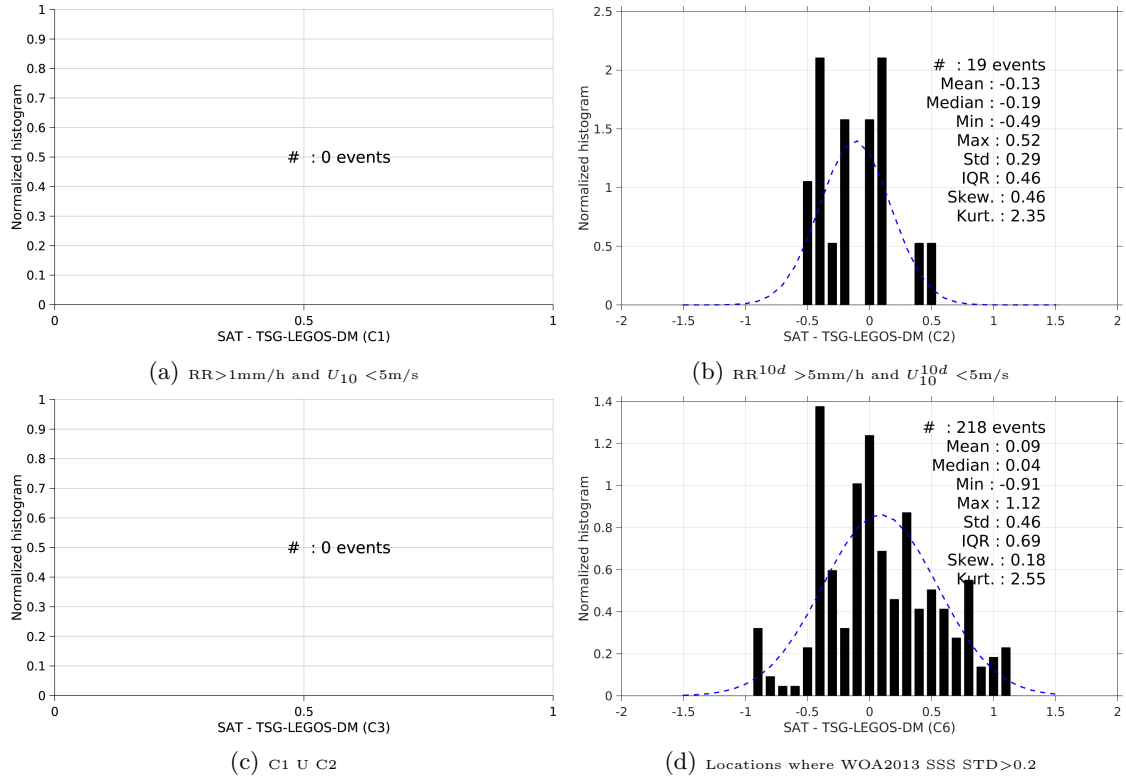 1
0.9
0.8
0.7
0.6
0.5
0.4
0.3
0.2
0.1
0
Normalized histogram
# : 0 events
0 0.5 1
SAT - TSG-LEGOS-DM (C1)
(a) RR>1mm/h and U10 <5m/s
2.5
2
1.5
1
0.5
0
Normalized histogram
# : 19 events
Mean : -0.13
Median : -0.19
Min : -0.49
Max : 0.52
Std : 0.29
IQR : 0.46
Skew. : 0.46
Kurt. : 2.35
-2 -1.5 -1 -0.5 0 0.5 1 1.5 2
SAT - TSG-LEGOS-DM (C2)
(b) RR^10d >5mm/h and U10^10d <5m/s
1
0.9
0.8
0.7
0.6
0.5
0.4
0.3
0.2
0.1
0
Normalized histogram
# : 0 events
0 0.5 1
SAT - TSG-LEGOS-DM (C3)
(c) C1 U C2
1.4
1.2
1
0.8
0.6
0.4
0.2
0
Normalized histogram
# : 218 events
Mean : 0.09
Median : 0.04
Min : -0.91
Max : 1.12
Std : 0.46
IQR : 0.69
Skew. : 0.18
Kurt. : 2.55
-2 -1.5 -1 -0.5 0 0.5 1 1.5 2
SAT - TSG-LEGOS-DM (C6)
(d) Locations where WOA2013 SSS STD>0.2